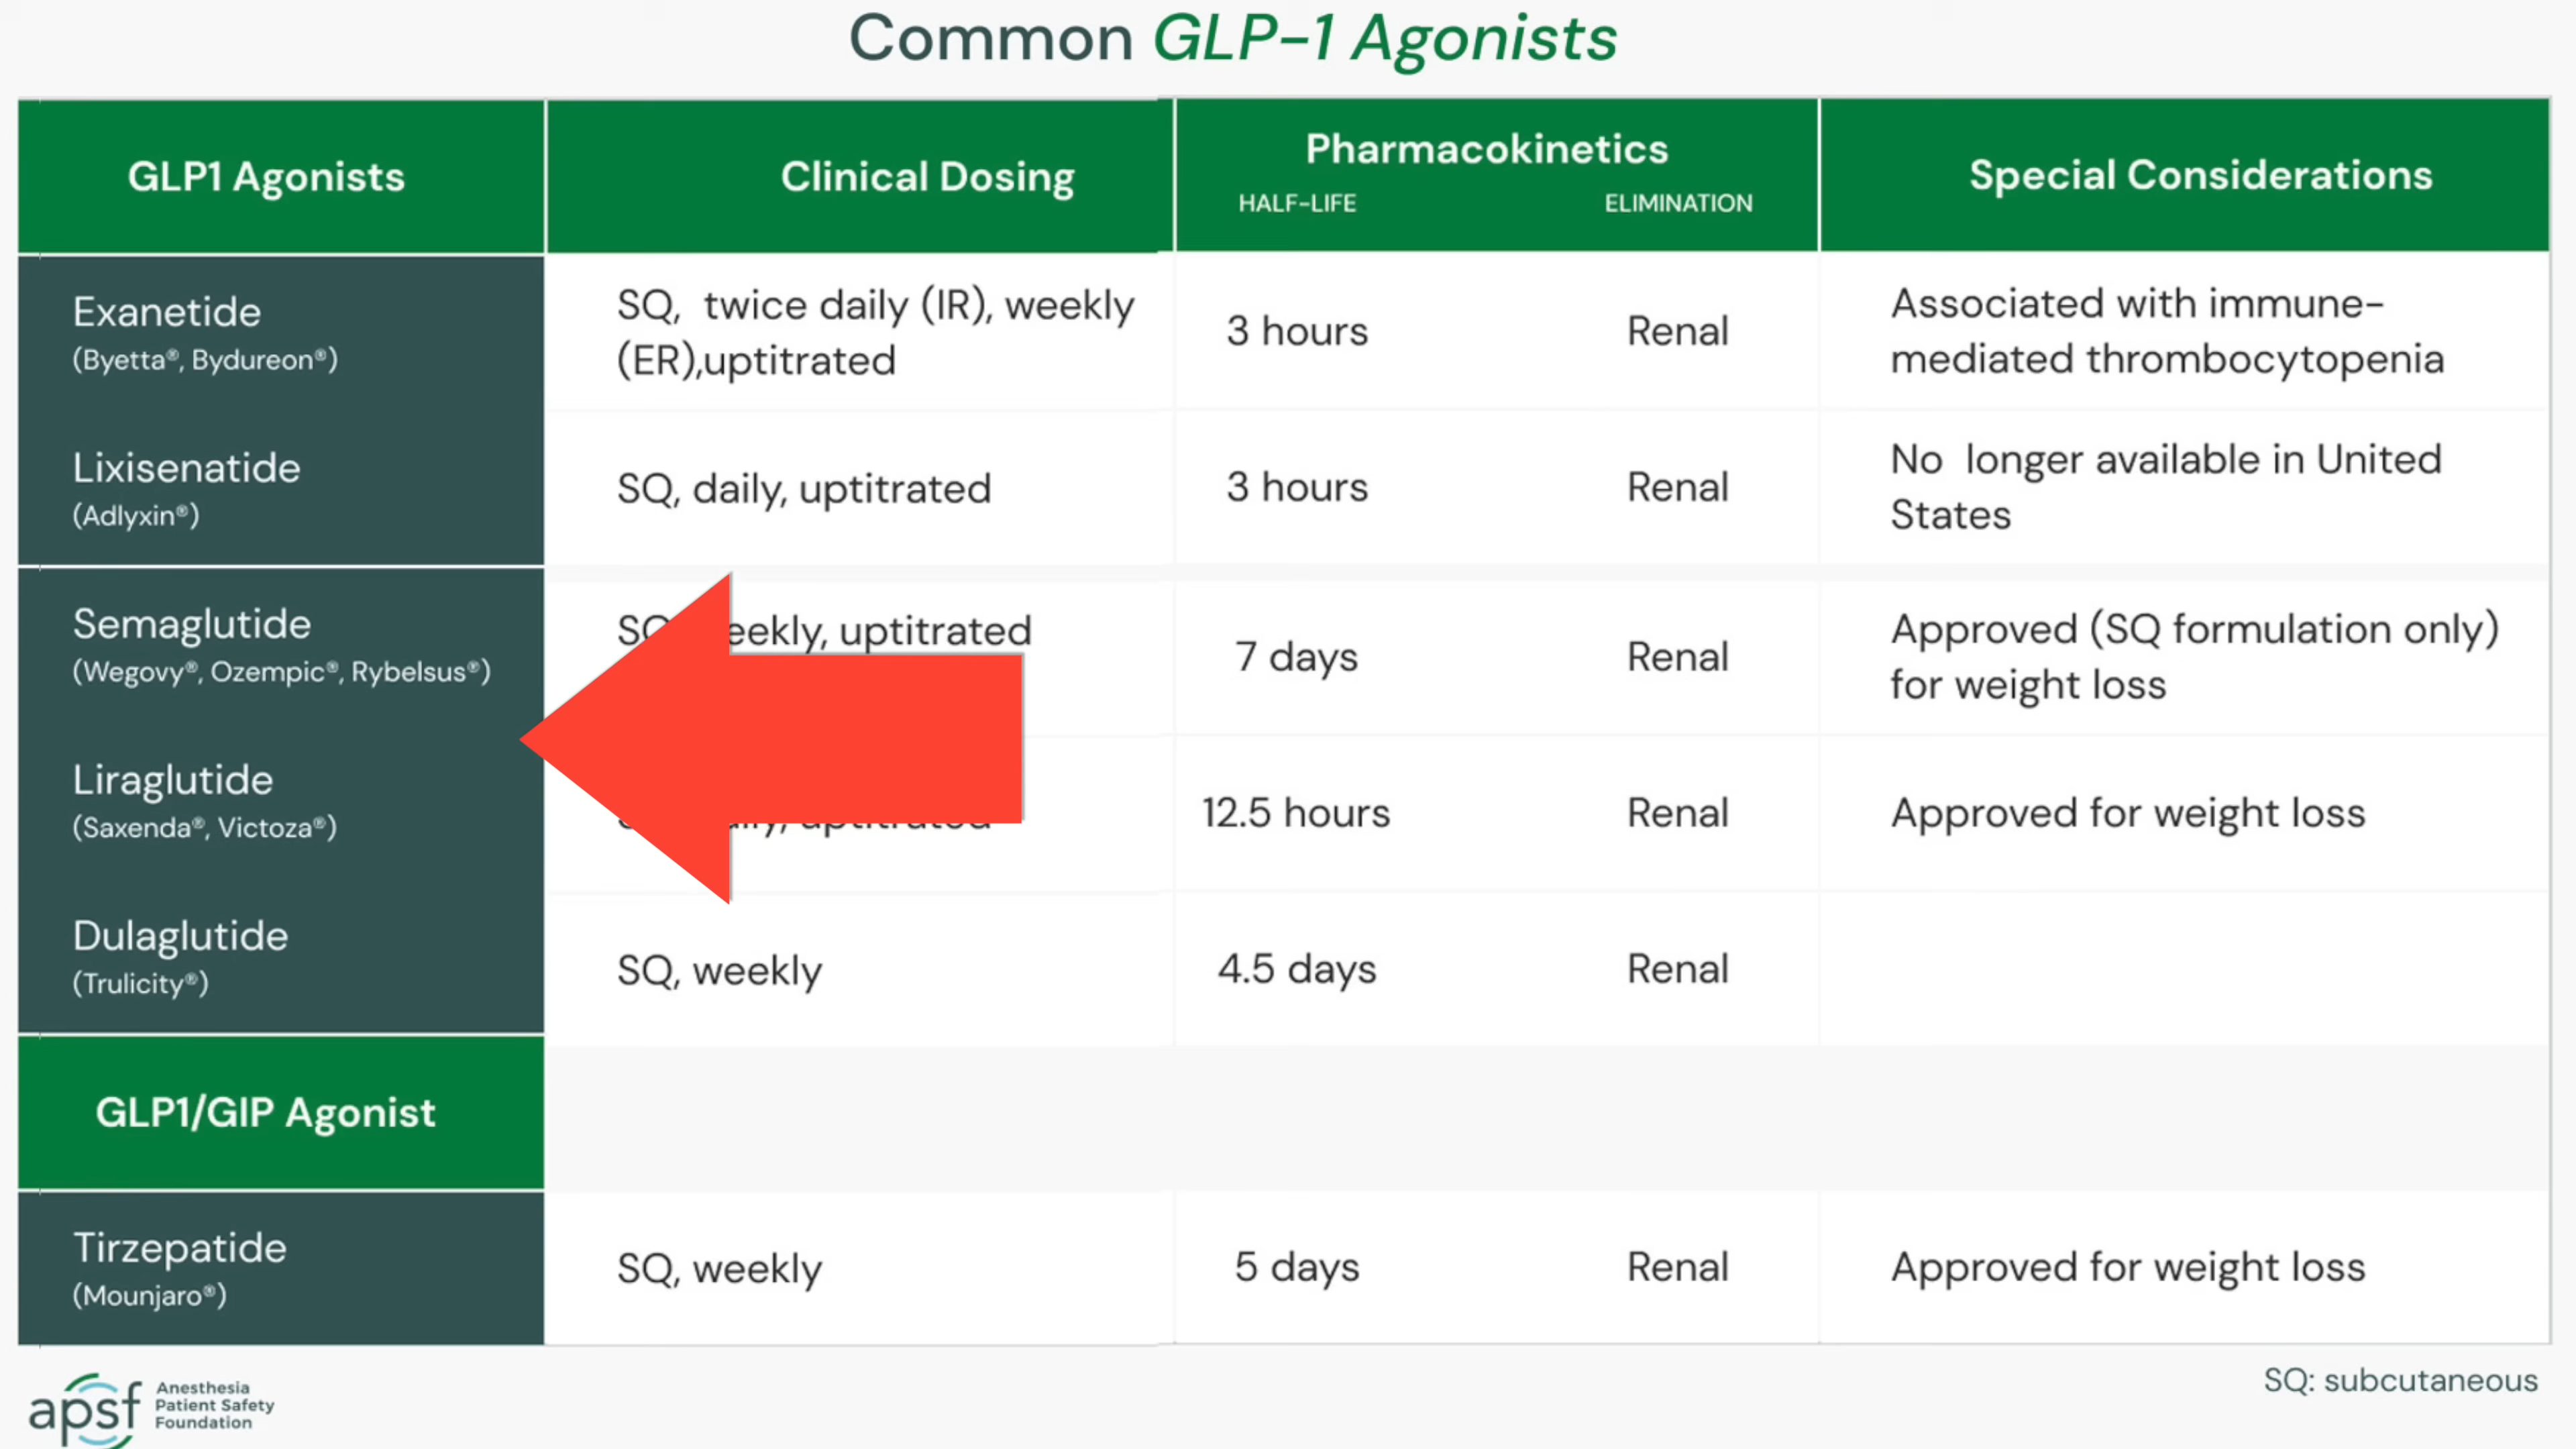 Common GLP-1 Agonists
GLP1 Agonists
Clinical Dosing
Pharmacokinetics
HALF-LIFE
ELIMINATION
Special Considerations
Exanetide
(Byetta®, Bydureon®)
SQ, twice daily (IR), weekly
(ER),uptitrated
3 hours
Renal
Associated with immune-
mediated thrombocytopenia
Lixisenatide
(Adlyxin®)
SQ, daily, uptitrated
3 hours
Renal
No longer available in United
States
Semaglutide
(Wegovy®, Ozempic®, Rybelsus®)
uptitrated
7 days
Renal
Approved (SQ formulation only)
for weight loss
Liraglutide
(Saxenda®, Victoza®)
12.5 hours
Renal
Approved for weight loss
Dulaglutide
(Trulicity®)
SQ, weekly
4.5 days
Renal
GLP1/GIP Agonist
Tirzepatide
(Mounjaro®)
SQ, weekly
5 days
Renal
Approved for weight loss
apsf
Anesthesia
Patient Safety
Foundation
SQ: subcutaneous